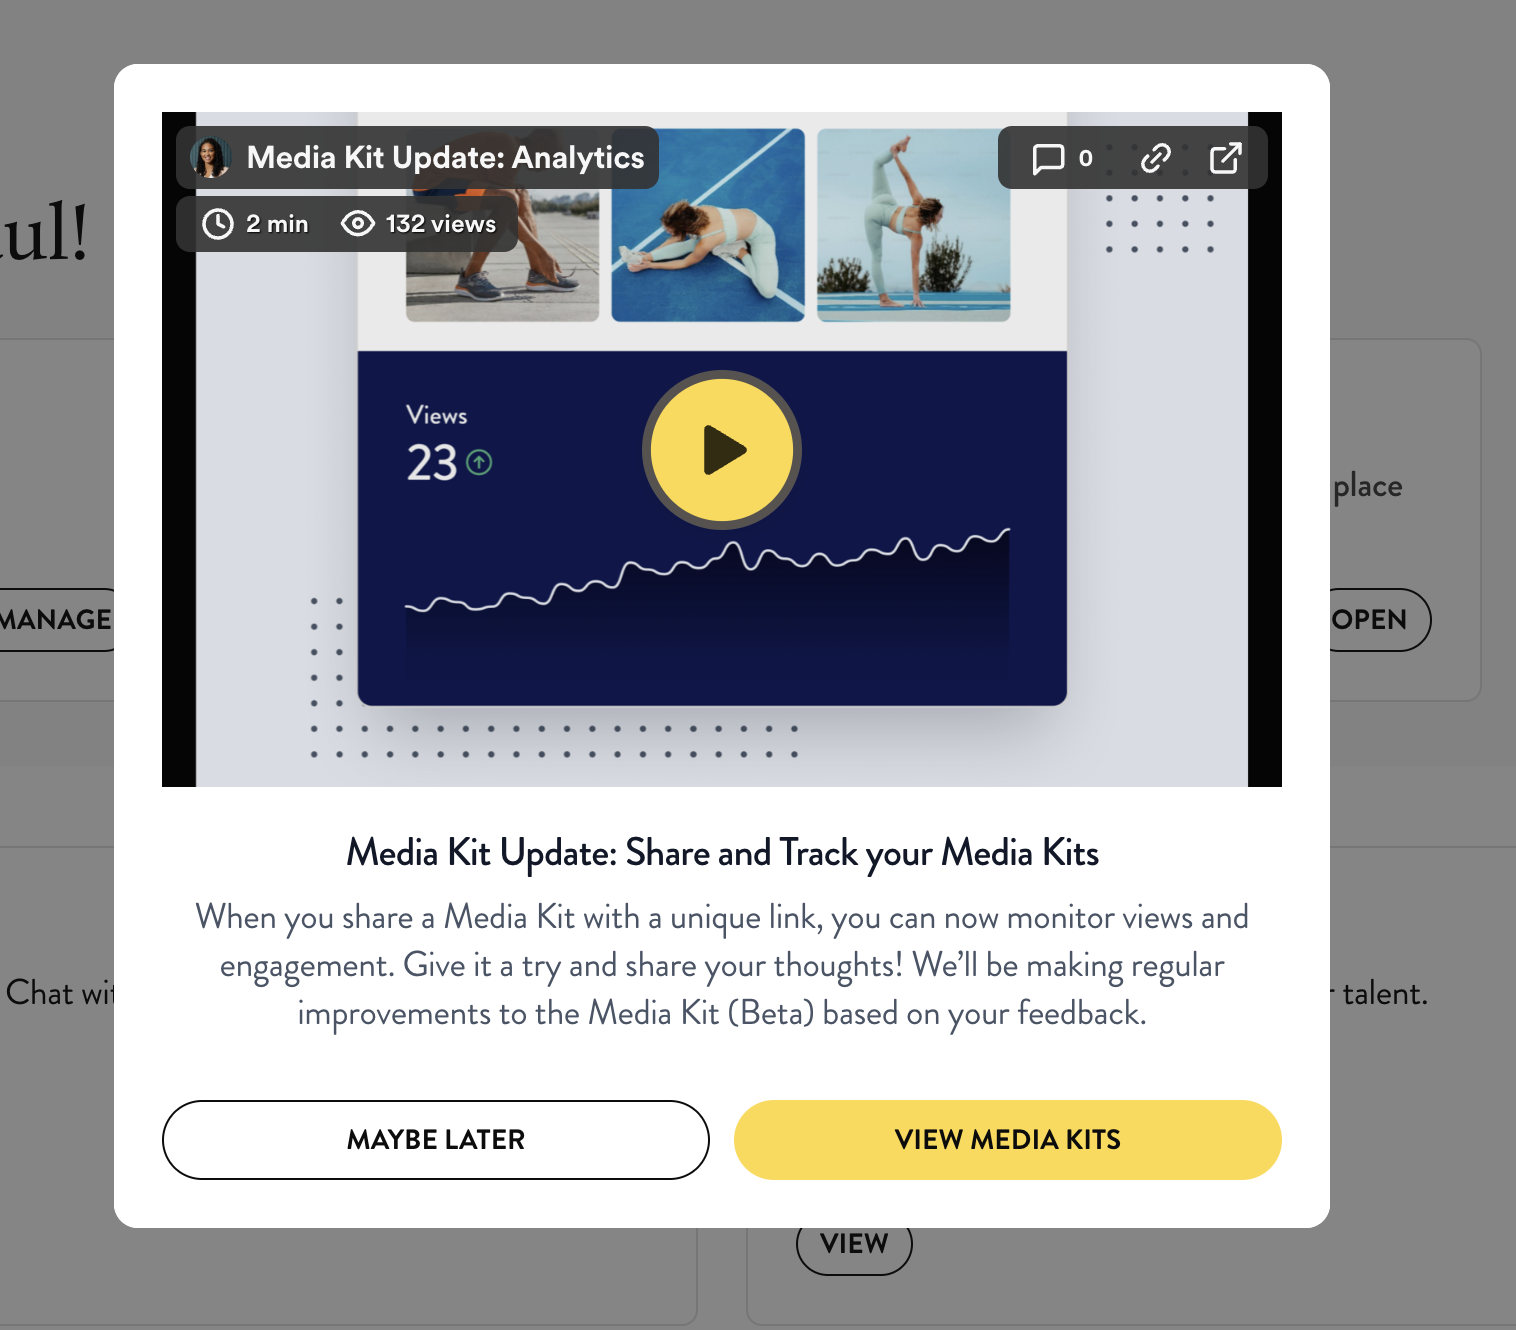 Media Kit Update: Analytics
0
2 min
132 views
ul!
Views
23
place
MANAGE
OPEN
Media Kit Update: Share and Track your Media Kits
When you share a Media Kit with a unique link, you can now monitor views and
engagement. Give it a try and share your thoughts! We'll be making regular
improvements to the Media Kit (Beta) based on your feedback.
Chat wit
r talent.
MAYBE LATER
VIEW MEDIA KITS
VIEW